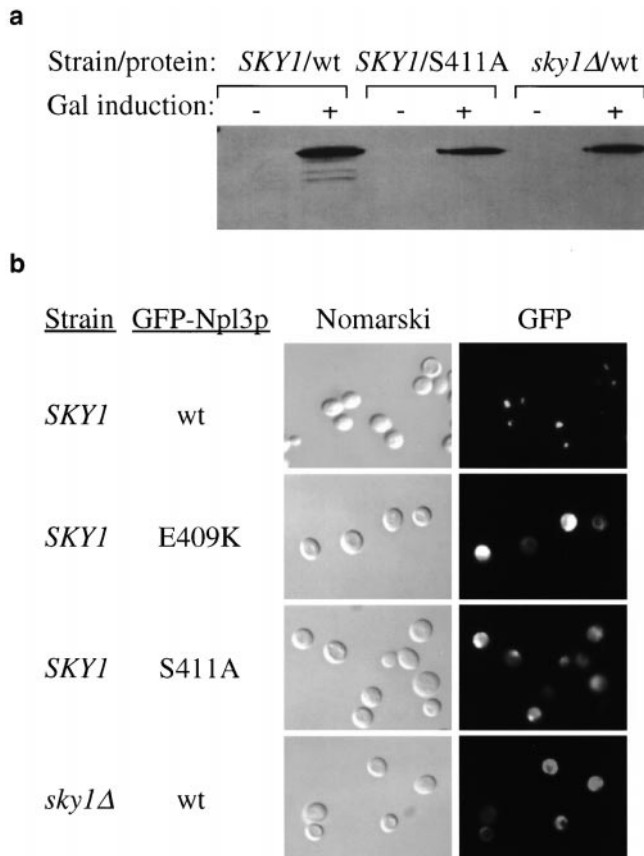 a
Strain/protein: SKY1/wt SKY1/S411A sky1Δ/wt
Gal induction: - + - + - +
b
Strain GFP-Npl3p Nomarski GFP
SKY1 wt
SKY1 E409K
SKY1 S411A
sky1Δ wt